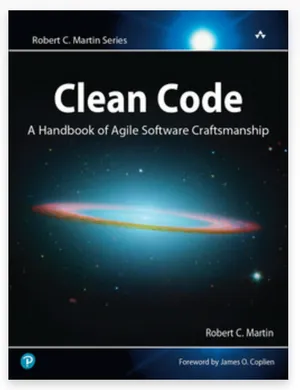 Robert C. Martin Series
Clean Code
A Handbook of Agile Software Craftsmanship
Robert C. Martin
P
Foreword by James O. Coplien